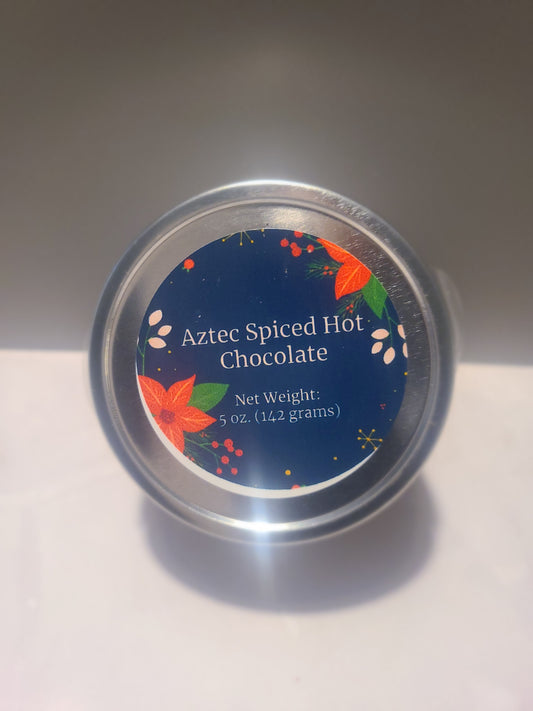 Aztec Spiced Hot
Chocolate
Net Weight:
5 oz. (142 grams)